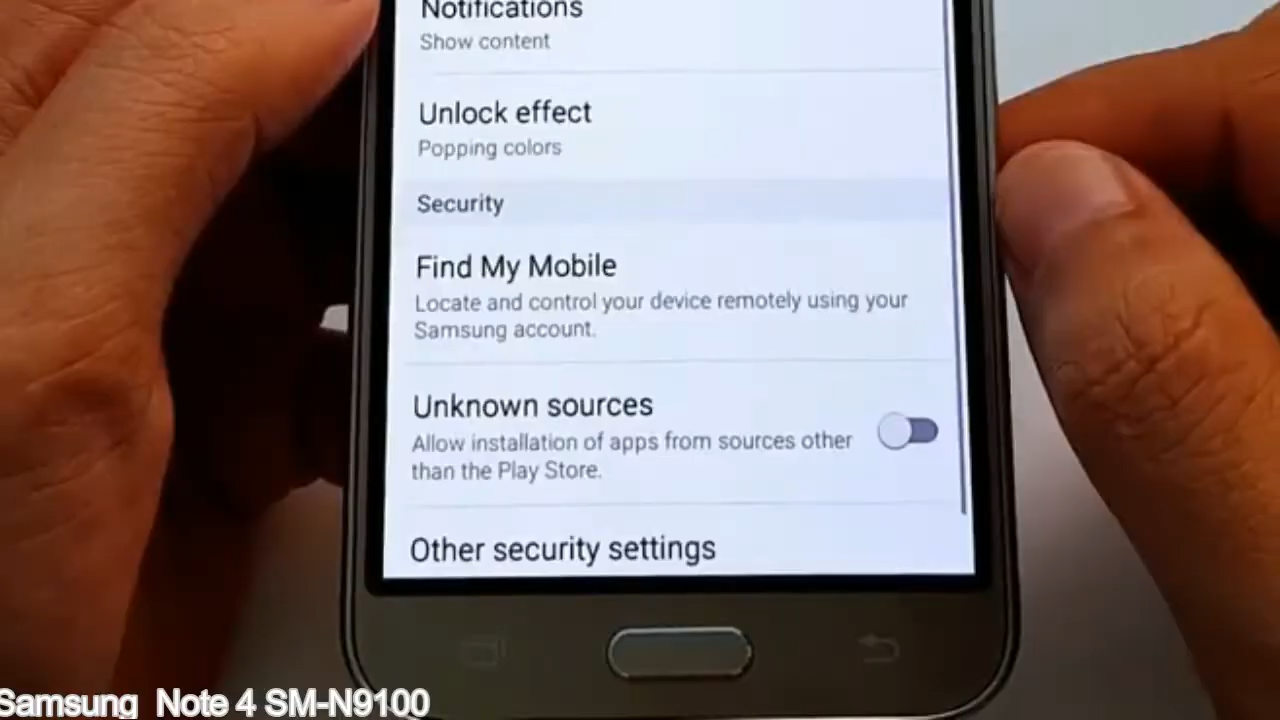 Notifications
Show content
Unlock effect
Popping colors
Security
Find My Mobile
Locate and control your device remotely using your
Samsung account.
Unknown sources
Allow installation of apps from sources other
than the Play Store.
Other security settings
Samsung Note 4 SM-N9100